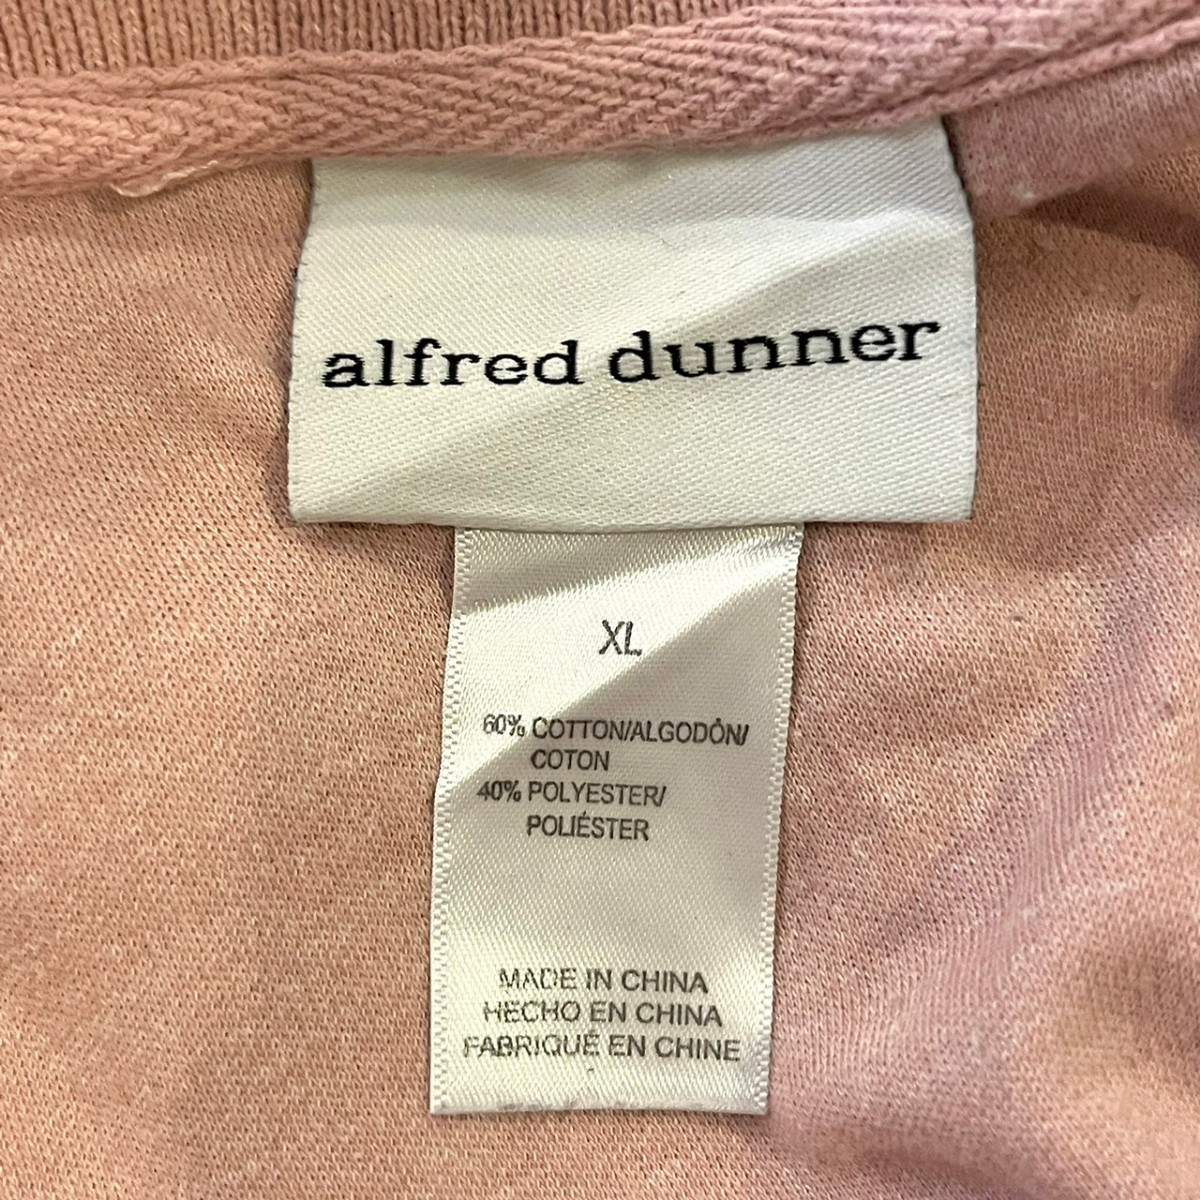 alfred dunner
XL
60% COTTON/ALGODÓN/
COTON
40% POLYESTER/
POLIÉSTER
MADE IN CHINA
HECHO EN CHINA
FABRIQUÉ EN CHINE